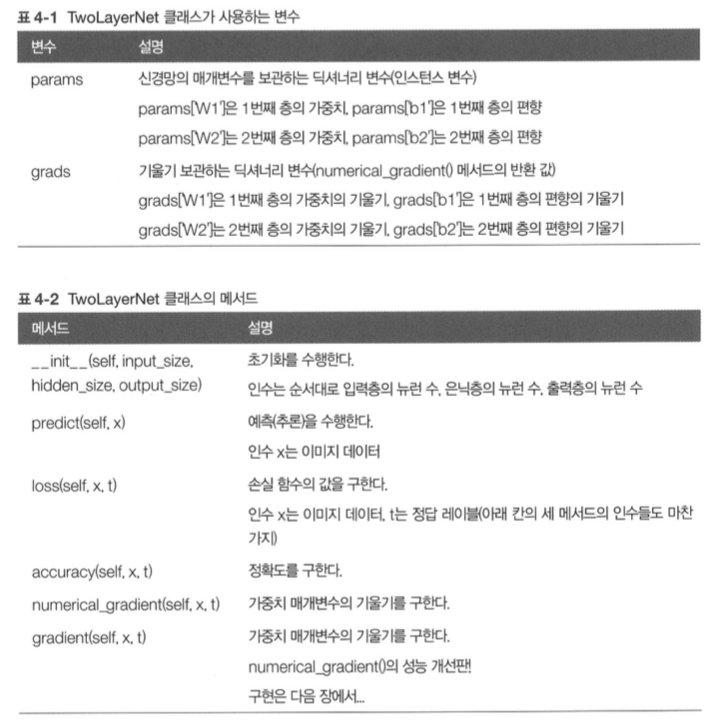 표 4-1 TwoLayerNet 클래스가 사용하는 변수
변수 설명
params 신경망의 매개변수를 보관하는 딕셔너리 변수(인스턴스 변수)
params['W1']은 1번째 층의 가중치, params['b1']은 1번째 층의 편향
params['W2']는 2번째 층의 가중치, params['b2']는 2번째 층의 편향
grads 기울기 보관하는 딕셔너리 변수(numerical_gradient() 메서드의 반환 값)
grads['W1']은 1번째 층의 가중치의 기울기, grads['b1']은 1번째 층의 편향의 기울기
grads['W2']는 2번째 층의 가중치의 기울기, grads['b2']는 2번째 층의 편향의 기울기
표 4-2 TwoLayerNet 클래스의 메서드
메서드 설명
__init__(self, input_size, 초기화를 수행한다.
hidden_size, output_size) 인수는 순서대로 입력층의 뉴런 수, 은닉층의 뉴런 수, 출력층의 뉴런 수
predict(self, x) 예측(추론)을 수행한다.
인수 x는 이미지 데이터
loss(self, x, t) 손실 함수의 값을 구한다.
인수 x는 이미지 데이터, t는 정답 레이블(아래 칸의 세 메서드의 인수들도 마찬
가지)
accuracy(self, x, t) 정확도를 구한다.
numerical_gradient(self, x, t) 가중치 매개변수의 기울기를 구한다.
gradient(self, x, t) 가중치 매개변수의 기울기를 구한다.
numerical_gradient()의 성능 개선판!
구현은 다음 장에서...